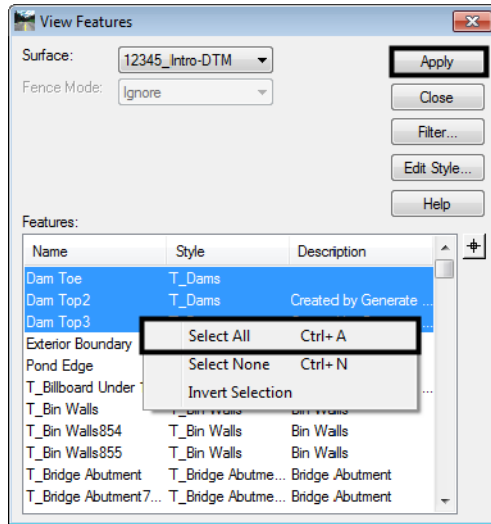 View Features
Surface: 12345_Intro-DTM
Apply
Fence Mode: Ignore
Close
Filter...
Edit Style...
Help
Features:
Name Style Description
Dam Toe T_Dams
Dam Top2 T_Dams Created by Generate ...
Dam Top3
Select All Ctrl+A
Exterior Boundary
Pond Edge
Select None Ctrl+N
T_Billboard Under
Invert Selection
T_Bin Walls T_Bin Walls Bin Walls
T_Bin Walls854 T_Bin Walls Bin Walls
T_Bin Walls855 T_Bin Walls Bin Walls
T_Bridge Abutment T_Bridge Abutme... Bridge Abutment
T_Bridge Abutment7... T_Bridge Abutme... Bridge Abutment